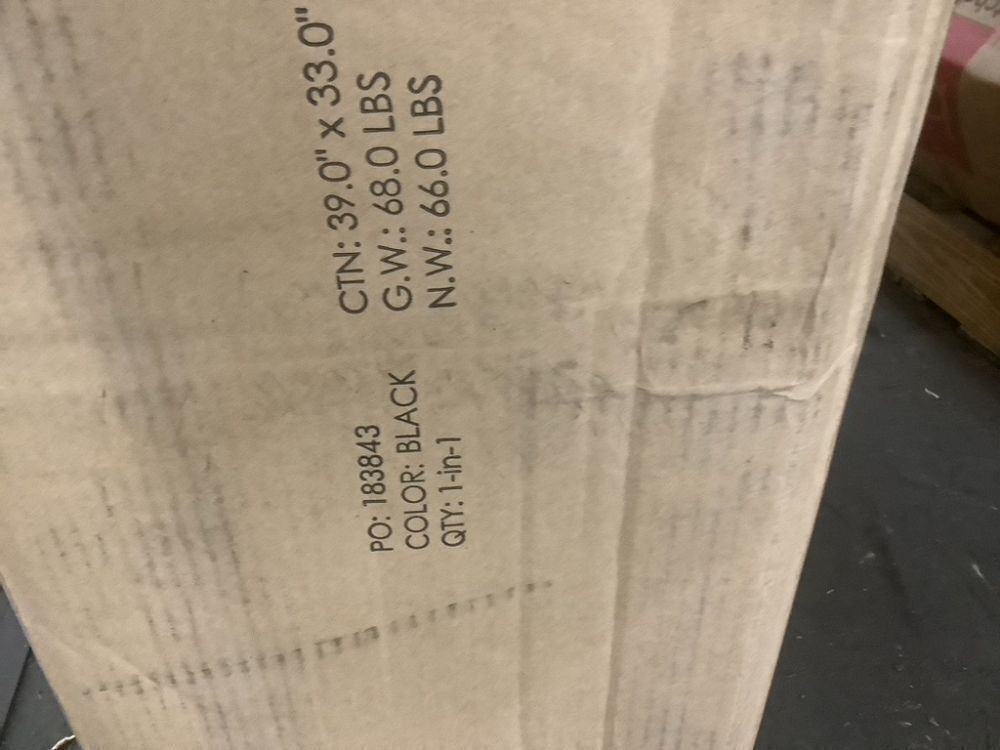 PO: 183843
COLOR: BLACK
QTY: 1-in-1
CTN: 39.0" x 33.0"
G.W.: 68.0 LBS
N.W.: 66.0 LBS